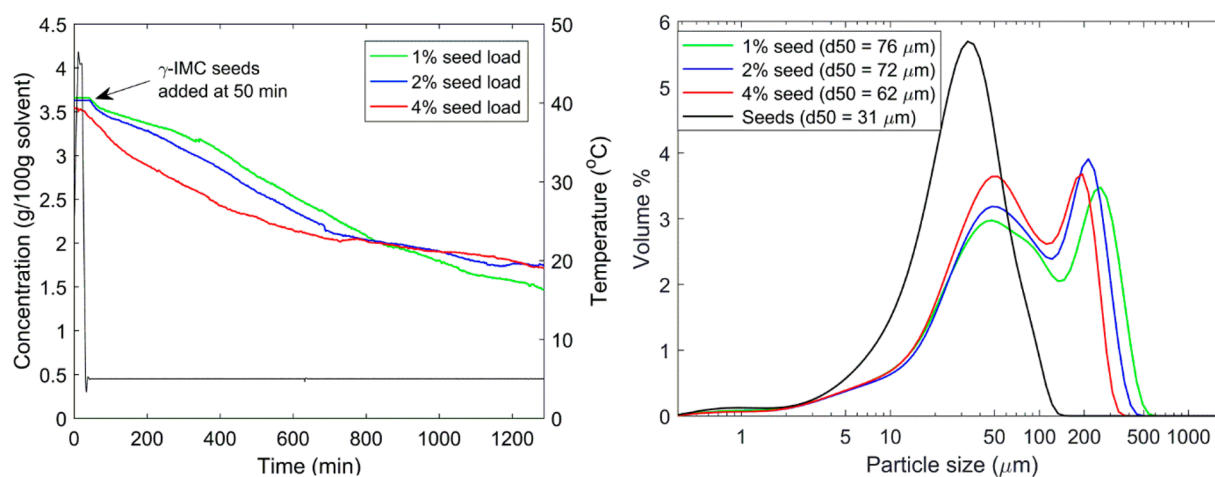 4.5
4
3.5
3
2.5
2
1.5
1
0.5
0
Concentration (g/100g solvent)
γ-IMC seeds
added at 50 min
1% seed load
2% seed load
4% seed load
50
40
30
20
10
0
Temperature (°C)
0 200 400 600 800 1000 1200
Time (min)
6
5
4
3
2
1
0
Volume %
1% seed (d50 = 76 μm)
2% seed (d50 = 72 μm)
4% seed (d50 = 62 μm)
Seeds (d50 = 31 μm)
1 5 10 50 100 200 500 1000
Particle size (μm)